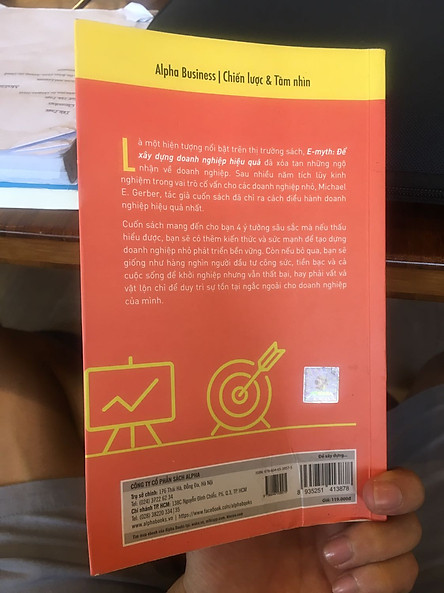 Alpha Business | Chiến lược & Tầm nhìn
Là một hiện tượng nổi bật trên thị trường sách, E-myth: Để
xây dựng doanh nghiệp hiệu quả đã xóa tan những ngộ
nhận về doanh nghiệp. Sau nhiều năm tích lũy kinh
nghiệm trong vai trò cố vấn cho các doanh nghiệp nhỏ, Michael
E. Gerber, tác giả cuốn sách đã chỉ ra cách điều hành doanh
nghiệp hiệu quả nhất.
Cuốn sách mang đến cho bạn 4 ý tưởng sâu sắc mà nếu thấu
hiểu được, bạn sẽ có thêm kiến thức và sức mạnh để tạo dựng
doanh nghiệp nhỏ phát triển bền vững. Còn nếu bỏ qua, bạn sẽ
giống như hàng nghìn người đầu tư công sức, tiền bạc và cả
cuộc sống để khởi nghiệp nhưng vẫn thất bại, hay phải vất vả
vật lộn chỉ để duy trì sự tồn tại ngắc ngoải cho doanh nghiệp
của mình.
Để xây dựng...
CÔNG TY CỔ PHẦN SÁCH ALPHA
Trụ sở chính: 176 Thái Hà, Đống Đa, Hà Nội
Tel: (024) 3722 62 34
Chi nhánh TP. HCM: 138C Nguyễn Đình Chiểu, P.6, Q.3, TP. HCM
Tel: (028) 38220 334|35
www.alphabooks.vn | https://www.facebook.com/alphabooks
8 935251 413878
Giá: 119.000đ